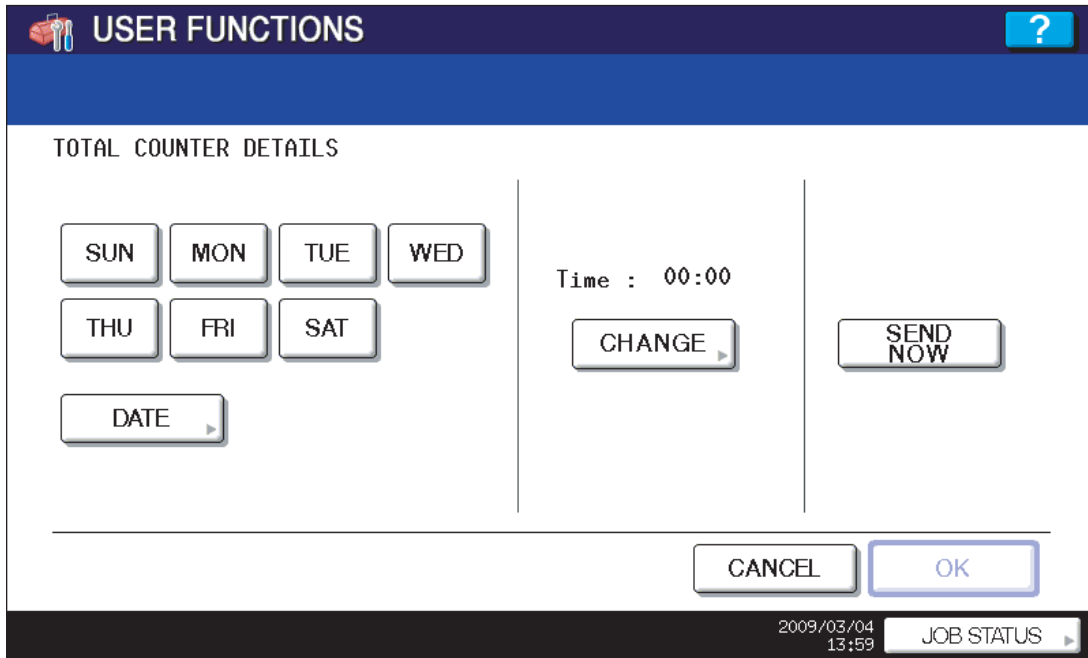 USER FUNCTIONS
?
TOTAL COUNTER DETAILS
SUN MON TUE WED
THU FRI SAT
DATE
Time : 00:00
CHANGE
SEND
NOW
CANCEL OK
2009/03/04
13:59
JOB STATUS